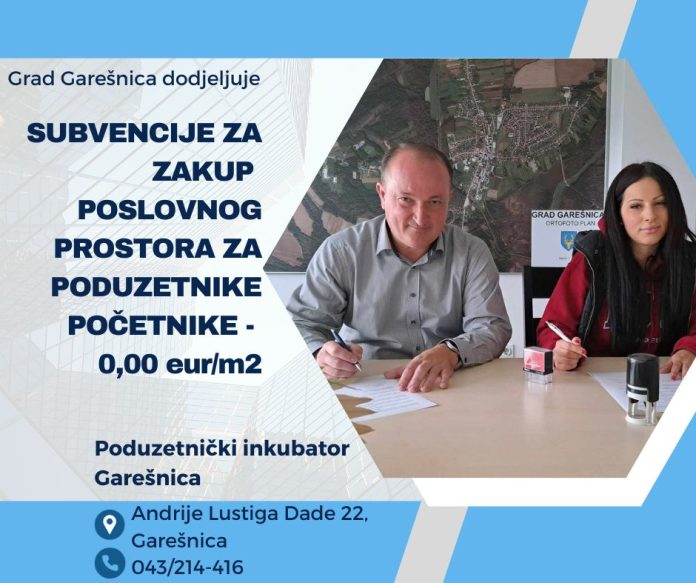 Grad Garešnica dodjeljuje
SUBVENCIJE ZA
ZAKUP
POSLOVNOG
PROSTORA ZA
PODUZETNIKE
POČETNIKE -
0,00 eur/m2
GRAD GAREŠNICA
ORTOFOTO PLAN
Poduzetnički inkubator
Garešnica
Andrije Lustiga Dade 22,
Garešnica
043/214-416